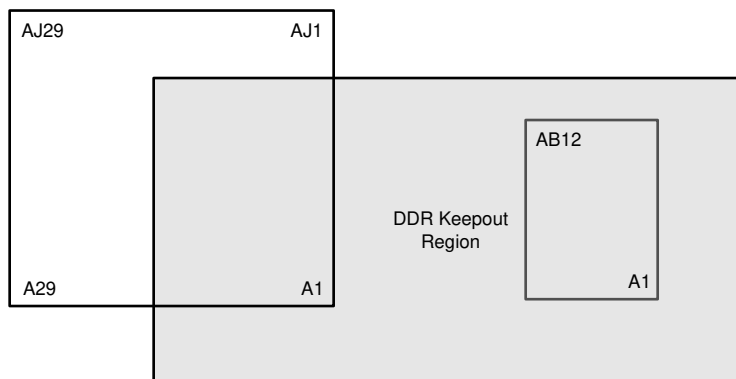 AJ29
AJ1
AB12
DDR Keepout
Region
A1
A29
A1